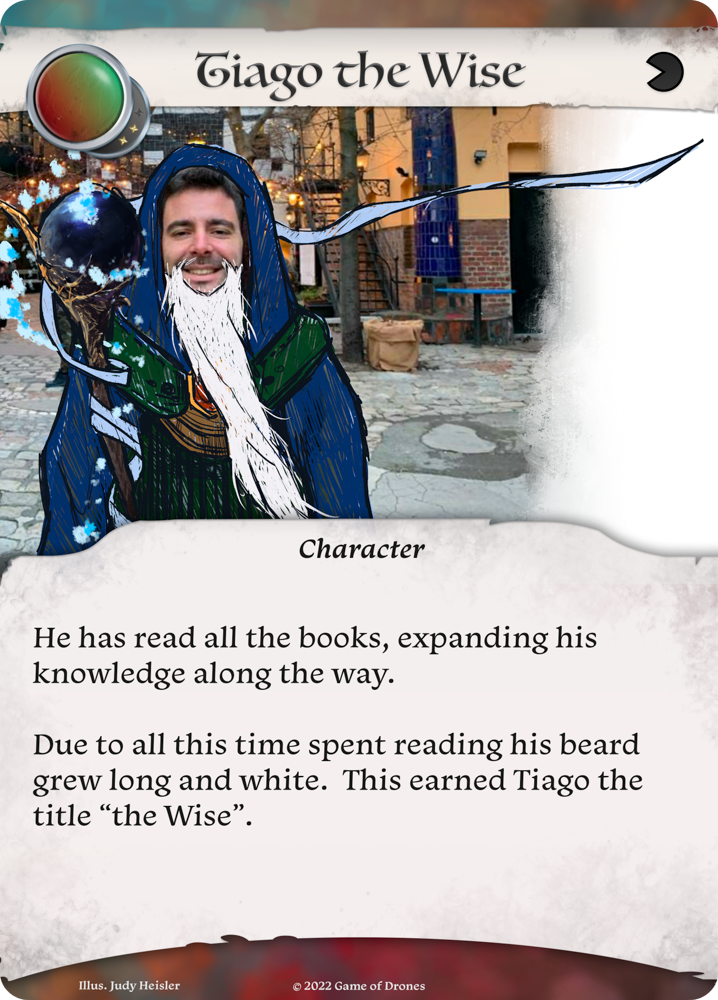 Tiago the Wise
Character
He has read all the books, expanding his
knowledge along the way.
Due to all this time spent reading his beard
grew long and white.  This earned Tiago the
title “the Wise”.
Illus. Judy Heisler
© 2022 Game of Drones